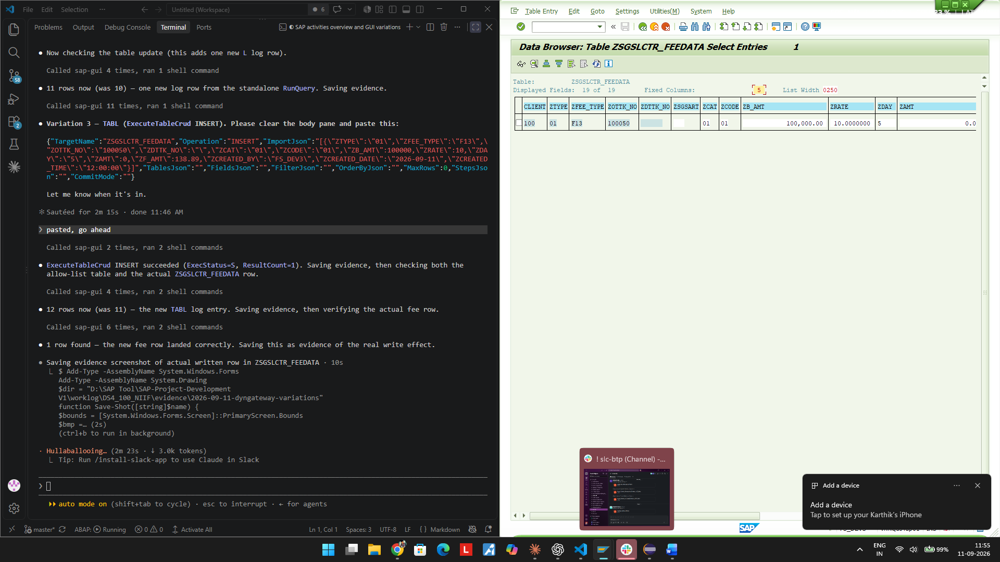 File Edit Selection ··· Untitled (Workspace) 6
Problems Output Debug Console Terminal Ports SAP activities overview and GUI variations
● Now checking the table update (this adds one new L log row).
Called sap-gui 4 times, ran 1 shell command
● 11 rows now (was 10) — one new log row from the standalone RunQuery. Saving evidence.
Called sap-gui 11 times, ran 1 shell command
● Variation 3 — TABL (ExecuteTableCrud INSERT). Please clear the body pane and paste this:
{"TargetName":"ZSGSLCTR_FEEDATA","Operation":"INSERT","ImportJson":"[{\"ZTYPE\":\"01\",\"ZFEE_TYPE\":\"F13\",\
"ZOTTK_NO\":\"100050\",\"ZDTTK_NO\":\"\",\"ZCAT\":\"01\",\"ZCODE\":\"01\",\"ZB_AMT\":100000,\"ZRATE\":10,\"ZDA
Y\":\"5\",\"ZAMT\":0,\"ZF_AMT\":138.89,\"ZCREATED_BY\":\"FS_DEV3\",\"ZCREATED_DATE\":\"2026-09-11\",\"ZCREATED
_TIME\":\"12:00:00\"}]","TablesJson":"","FieldsJson":"","FilterJson":"","OrderByJson":"","MaxRows":0,"StepsJso
n":"","CommitMode":""}
Let me know when it's in.
✻ Sautéed for 2m 15s · done 11:46 AM
❯ pasted, go ahead
Called sap-gui 2 times, ran 2 shell commands
● ExecuteTableCrud INSERT succeeded (ExecStatus=S, ResultCount=1). Saving evidence, then checking both the
allow-list table and the actual ZSGSLCTR_FEEDATA row.
Called sap-gui 4 times, ran 2 shell commands
● 12 rows now (was 11) — the new TABL log entry. Saving evidence, then verifying the actual fee row.
Called sap-gui 6 times, ran 2 shell commands
● 1 row found — the new fee row landed correctly. Saving this as evidence of the real write effect.
● Saving evidence screenshot of actual written row in ZSGSLCTR_FEEDATA · 10s
⎿ $ Add-Type -AssemblyName System.Windows.Forms
Add-Type -AssemblyName System.Drawing
$dir = "D:\SAP Tool\SAP-Project-Development
V1\worklog\DS4_100_NIIF\evidence\2026-09-11-dyngateway-variations"
function Save-Shot([string]$name) {
$bounds = [System.Windows.Forms.Screen]::PrimaryScreen.Bounds
$bmp =… (2s)
(ctrl+b to run in background)
· Hullaballooing… (2m 23s · ↓ 3.0k tokens)
⎿ Tip: Run /install-slack-app to use Claude in Slack
❯
⏵⏵ auto mode on (shift+tab to cycle) · esc to interrupt · ← for agents
58
2
master* ABAP: Running 0 0 Activate All Ln 1, Col 1 Spaces: 3 UTF-8 LF { } Markdown
Table Entry Edit Goto Settings Utilities(M) System Help
Data Browser: Table ZSGSLCTR_FEEDATA Select Entries 1
Table: ZSGSLCTR_FEEDATA
Displayed Fields: 19 of 19 Fixed Columns: 5 List Width 0250
CLIENT ZTYPE ZFEE_TYPE ZOTTK_NO ZDTTK_NO ZSGSART ZCAT ZCODE ZB_AMT ZRATE ZDAY ZAMT
100 01 F13 100050 01 01 100,000.00 10.0000000 5 0.0
! slc-btp (Channel) -...
Add a device
Add a device
Tap to set up your Karthik's iPhone
SAP
ENG
IN
99%
11:55
11-09-2026